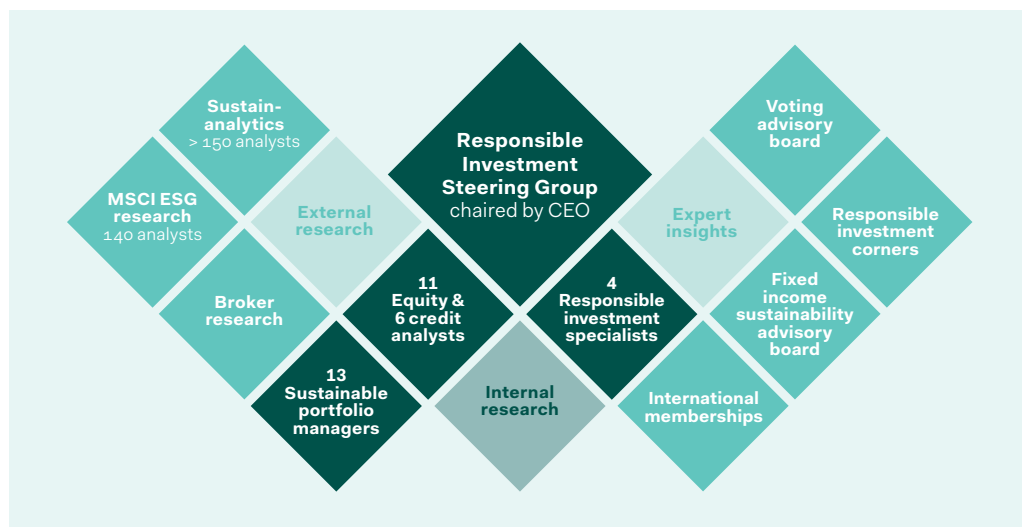 Sustain-
analytics
> 150 analysts
MSCI ESG
research
140 analysts
External
research
Broker
research
Responsible
Investment
Steering Group
chaired by CEO
11
Equity &
6 credit
analysts
13
Sustainable
portfolio
managers
4
Responsible
investment
specialists
Internal
research
Expert
insights
Voting
advisory
board
Responsible
investment
corners
Fixed
income
sustainability
advisory
board
International
memberships